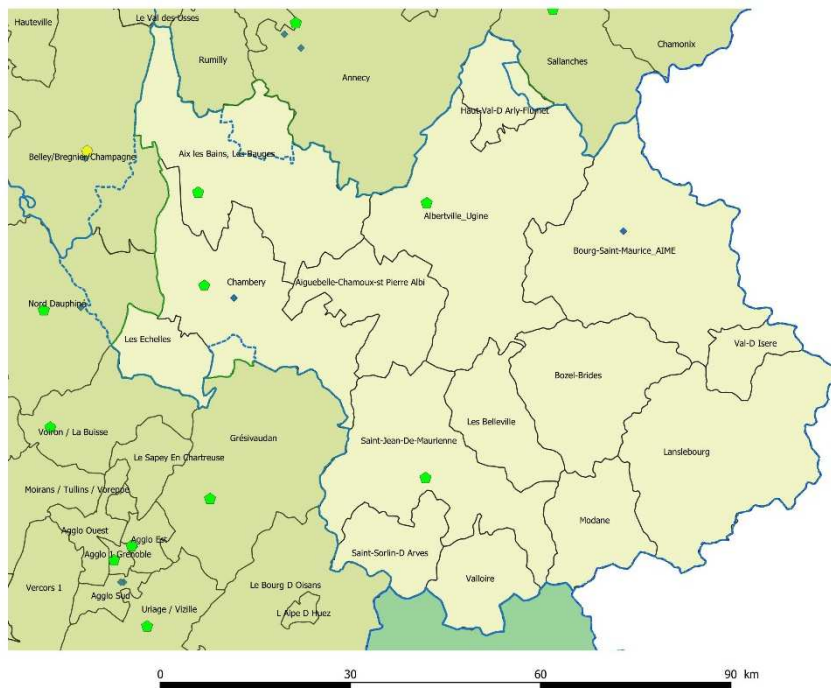 Hauteville
Le Val des Usses
Rumilly
Annecy
Sallanches
Chamonix
Haut-Val-D Arly-Flumet
Belley/Bregnier/Champagne
Aix les Bains, Les Bauges
Albertville_Ugine
Bourg-Saint-Maurice_AIME
Nord Dauphiné
Chambery
Aiguebelle-Chamoux-st Pierre Albi
Les Echelles
Val-D Isere
Bozel-Brides
Voiron / La Buisse
Grésivaudan
Saint-Jean-De-Maurienne
Les Belleville
Lanslebourg
Le Sapey En Chartreuse
Moirans / Tullins / Voreppe
Modane
Agglo Ouest
Agglo Est
Agglo 1 Grenoble
Saint-Sorlin-D Arves
Valloire
Vercors 1
Agglo Sud
Le Bourg D Oisans
Uriage / Vizille
L Alpe D Huez
0 30 60 90 km